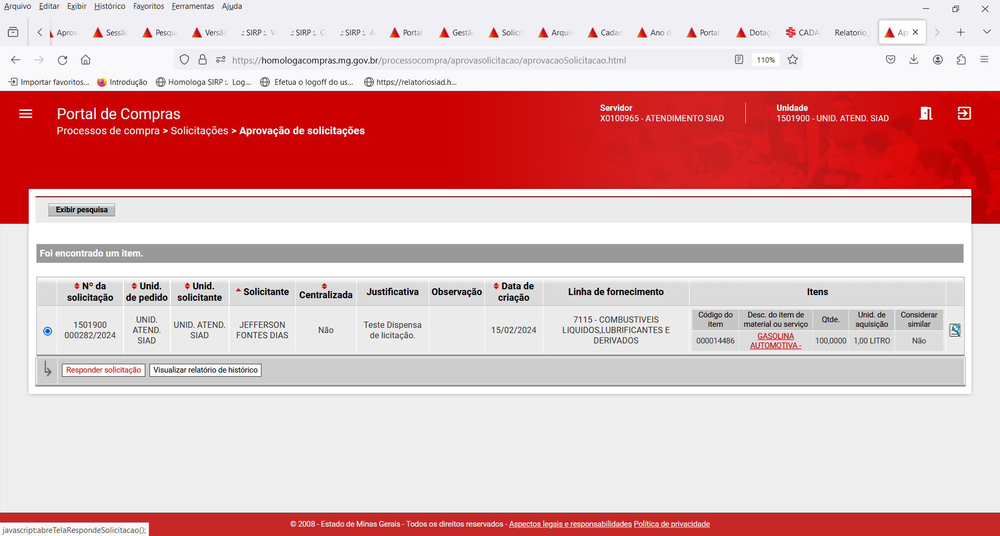 Arquivo Editar Exibir Histórico Favoritos Ferramentas Ajuda
Aprov Sessão Pesqui Versão .: SIRP :. V .: SIRP :. C .: SIRP :. A Portal Gestão Solicit Arquiv Cadas Ano d Portal Dotaç CADA Relatorio_ Apr
https://homologacompras.mg.gov.br/processocompra/aprovasolicitacao/aprovacaoSolicitacao.html 110%
Importar favoritos... Introdução Homologa SIRP :. Log... Efetua o logoff do us... https://relatoriosiad.h...
Portal de Compras
Processos de compra > Solicitações > Aprovação de solicitações
Servidor
X0100965 - ATENDIMENTO SIAD
Unidade
1501900 - UNID. ATEND. SIAD
Exibir pesquisa
Foi encontrado um item.
Nº da solicitação Unid. de pedido Unid. solicitante Solicitante Centralizada Justificativa Observação Data de criação Linha de fornecimento Itens
1501900 000282/2024 UNID. ATEND. SIAD UNID. ATEND. SIAD JEFFERSON FONTES DIAS Não Teste Dispensa de licitação. 15/02/2024 7115 - COMBUSTIVEIS LIQUIDOS,LUBRIFICANTES E DERIVADOS
Código do item Desc. do item de material ou serviço Qtde. Unid. de aquisição Considerar similar
000014486 GASOLINA AUTOMOTIVA - 100,0000 1,00 LITRO Não
Responder solicitação Visualizar relatório de histórico
© 2008 - Estado de Minas Gerais - Todos os direitos reservados - Aspectos legais e responsabilidades Política de privacidade
javascript:abreTelaRespondeSolicitacao();